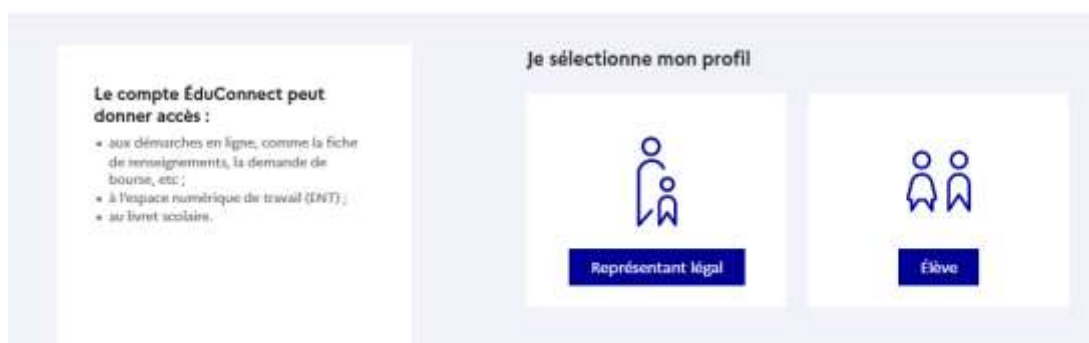 Le compte ÉduConnect peut
donner accès :
• aux démarches en ligne, comme la fiche
de renseignements, la demande de
bourse, etc ;
• à l'espace numérique de travail (ENT) ;
• au livret scolaire.
Je sélectionne mon profil
Représentant légal
Élève